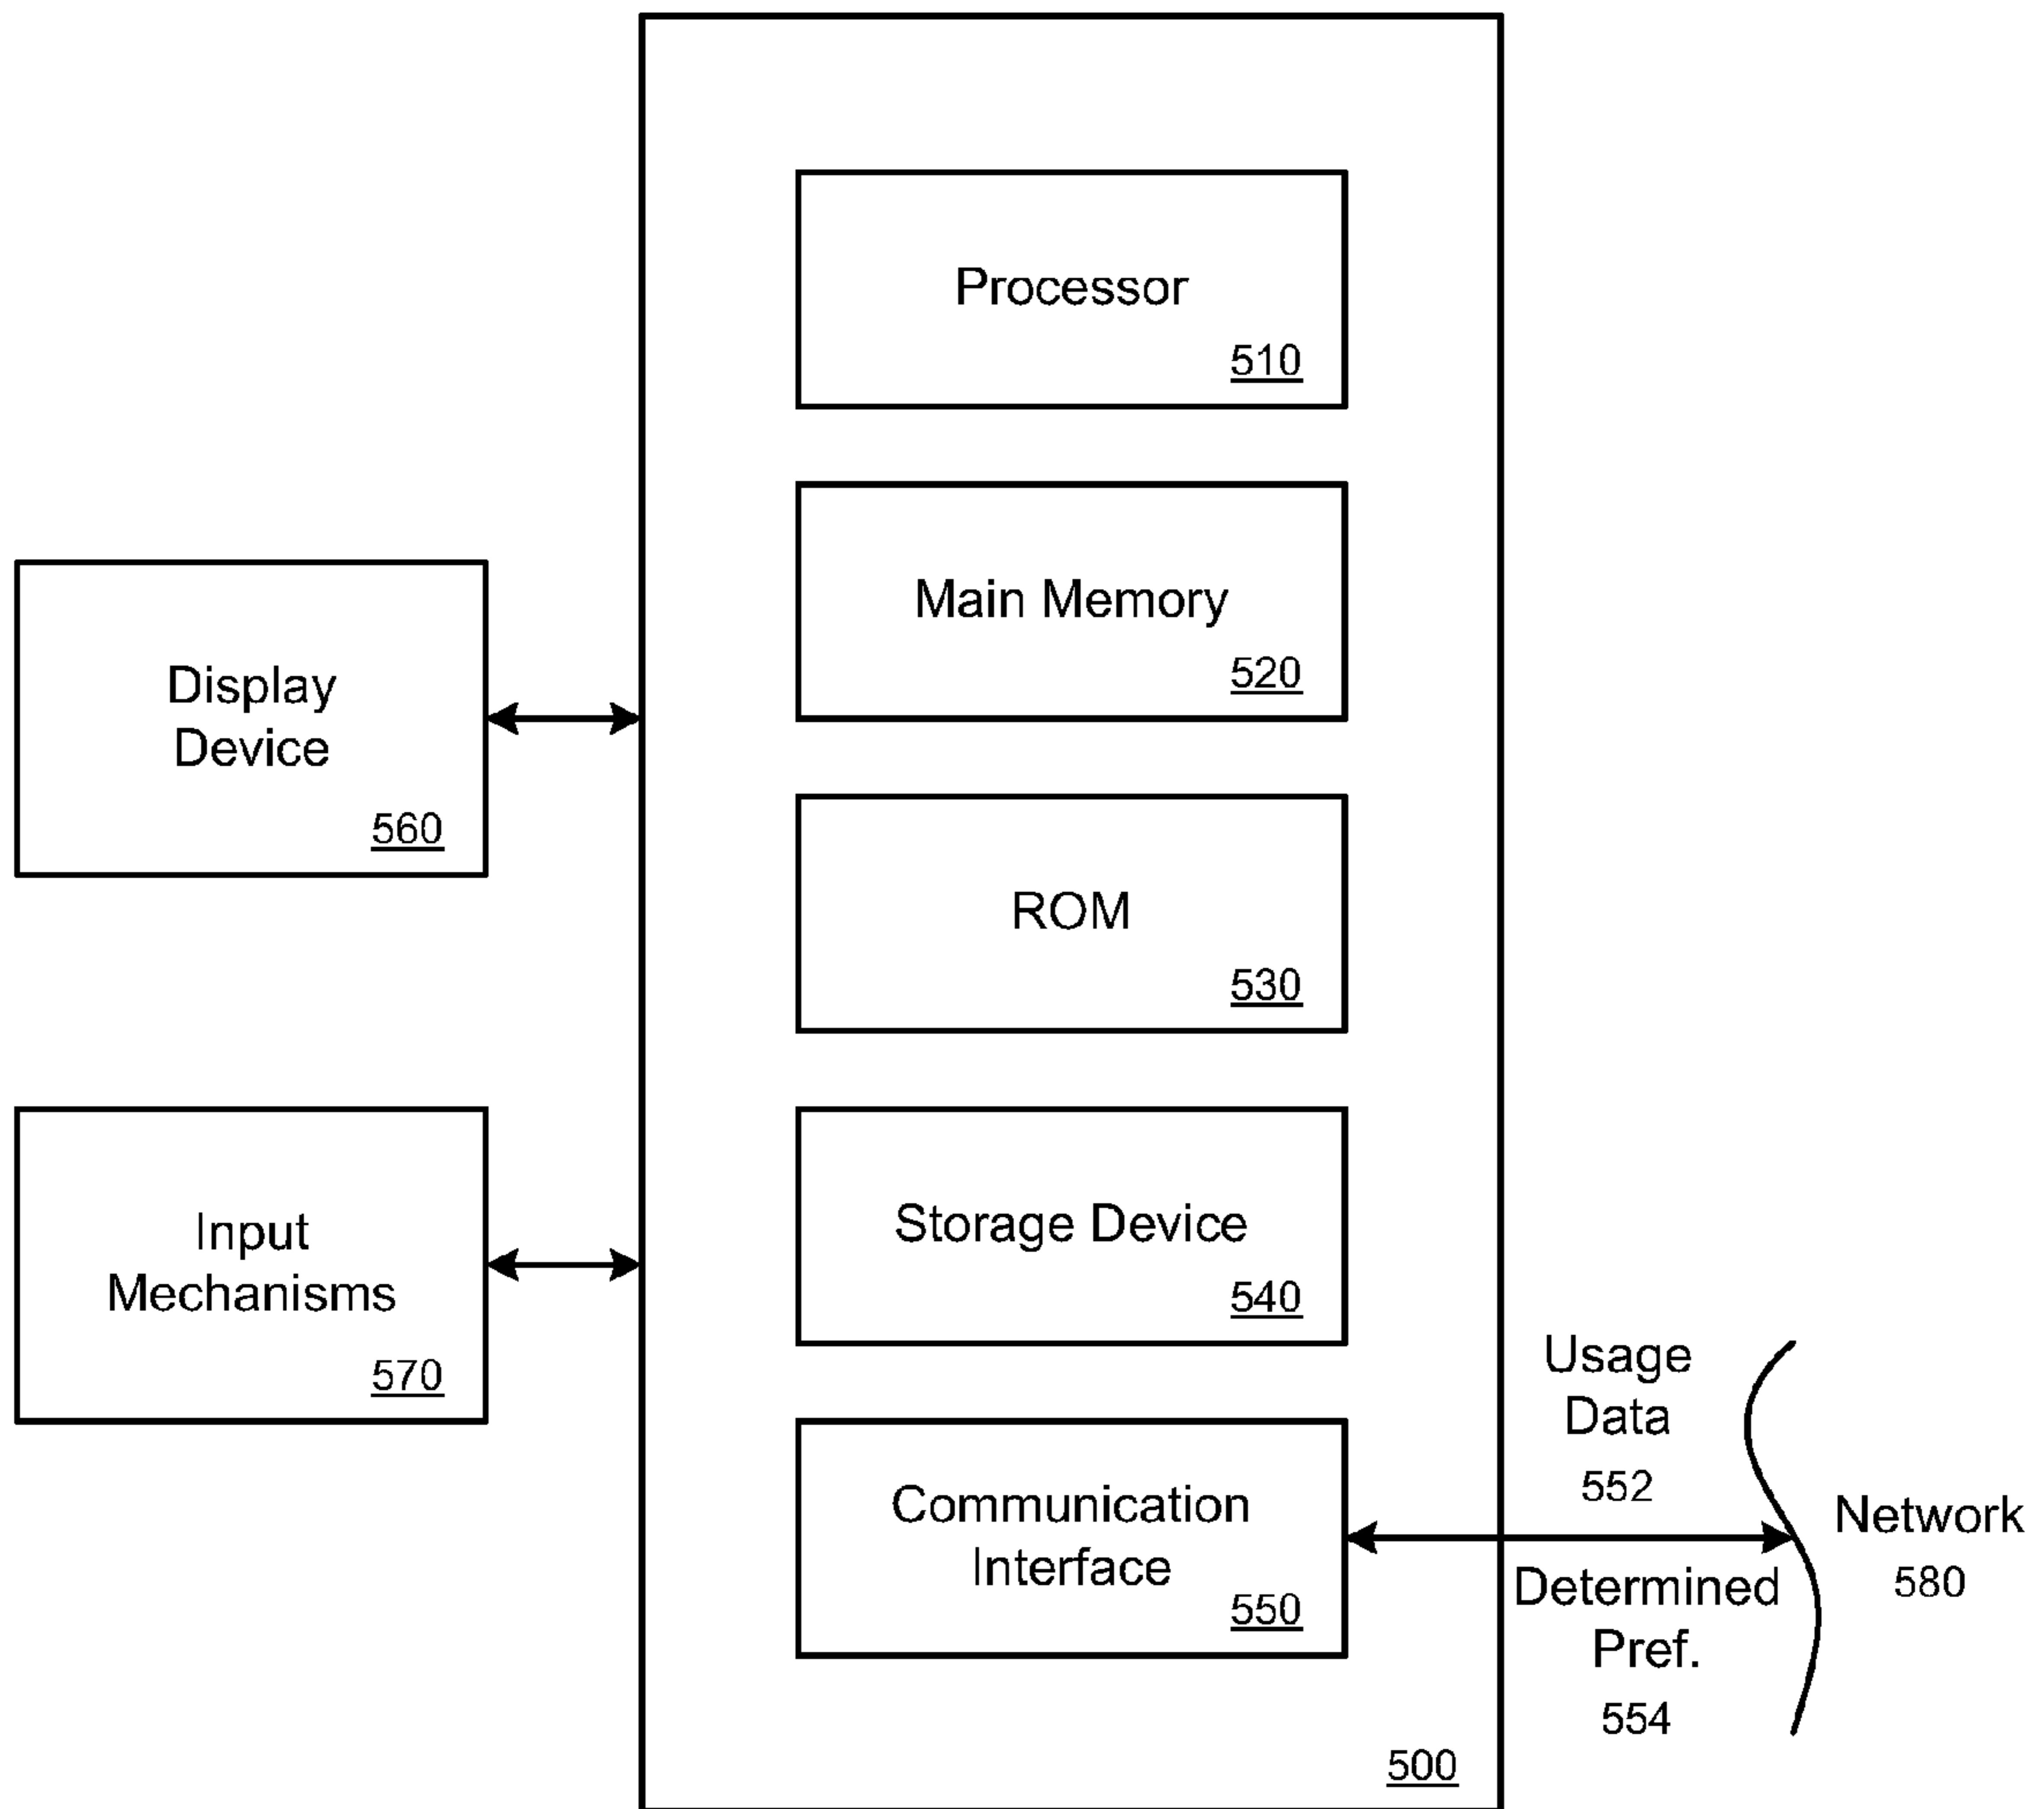 Processor
510
Main Memory
520
Display
Device
560
ROM
530
Storage Device
540
Input
Mechanisms
570
Communication
Interface
550
Usage
Data
552
Determined
Pref.
554
Network
580
500